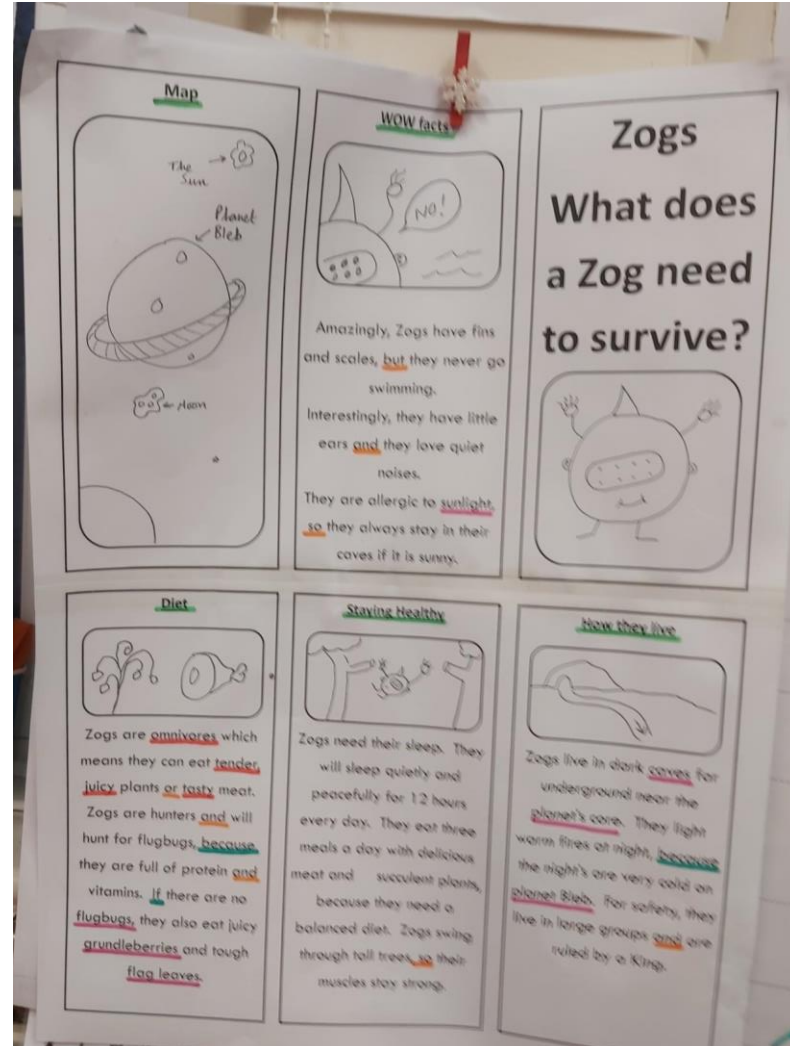 Map
The
Sun
Planet
Bleb
Moon
WOW facts
NO!
Amazingly, Zogs have fins
and scales, but they never go
swimming.
Interestingly, they have little
ears and they love quiet
noises.
They are allergic to sunlight,
so they always stay in their
caves if it is sunny.
Zogs
What does
a Zog need
to survive?
Diet
Zogs are omnivores which
means they can eat tender,
juicy plants or tasty meat.
Zogs are hunters and will
hunt for flugbugs, because
they are full of protein and
vitamins. If there are no
flugbugs, they also eat juicy
grundleberries and tough
flag leaves.
Staying Healthy
Zogs need their sleep. They
will sleep quietly and
peacefully for 12 hours
every day. They eat three
meals a day with delicious
meat and succulent plants,
because they need a
balanced diet. Zogs swing
through tall trees, so their
muscles stay strong.
How they live
Zogs live in dark caves far
underground near the
planet's core. They light
warm fires at night, because
the night's are very cold on
planet Bleb. For safety, they
live in large groups and are
ruled by a King.